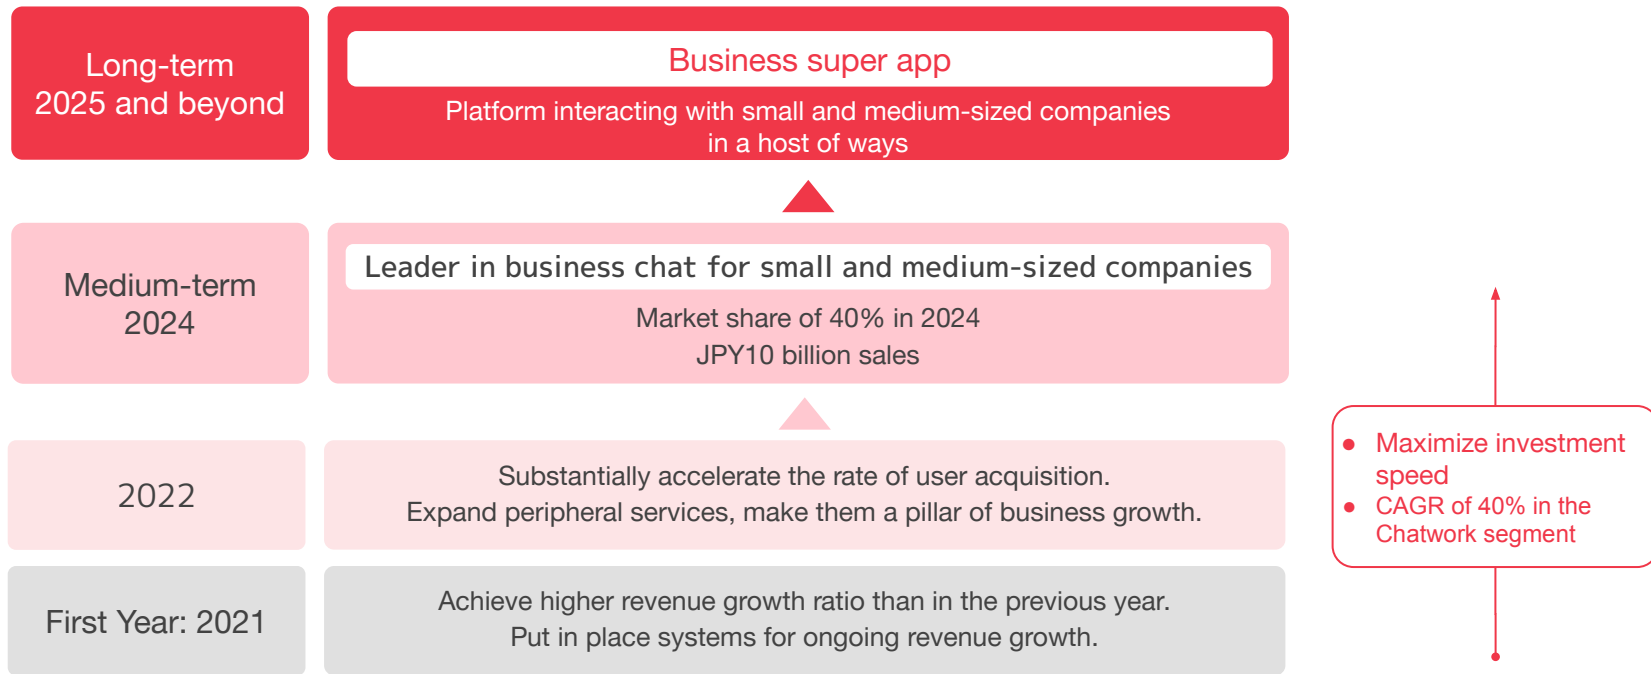 Long-term
2025 and beyond
Business super app
Platform interacting with small and medium-sized companies
in a host of ways
Medium-term
2024
Leader in business chat for small and medium-sized companies
Market share of 40% in 2024
JPY10 billion sales
2022
Substantially accelerate the rate of user acquisition.
Expand peripheral services, make them a pillar of business growth.
First Year: 2021
Achieve higher revenue growth ratio than in the previous year.
Put in place systems for ongoing revenue growth.
● Maximize investment
speed
● CAGR of 40% in the
Chatwork segment